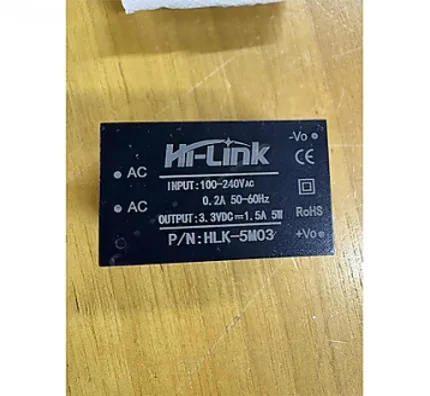 Hi-Link
-Vo
CE
AC
INPUT:100-240VAC
0.2A 50-60Hz
AC
OUTPUT:3.3VDC⎓1.5A 5W
RoHS
P/N:HLK-5M03
+Vo